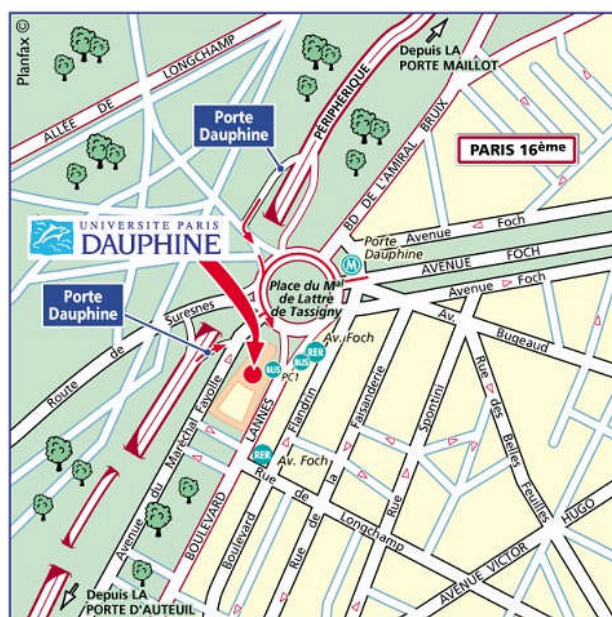 Planfax ©
ALLÉE DE LONGCHAMP
Depuis LA
PORTE MAILLOT
PÉRIPHÉRIQUE
BD DE L'AMIRAL BRUIX
Porte
Dauphine
PARIS 16ème
UNIVERSITE PARIS
DAUPHINE
Avenue Foch
Porte
Dauphine
M
AVENUE FOCH
Place du Mal
de Lattre
de Tassigny
Avenue Foch
Porte
Dauphine
Route de Suresnes
Av. Foch
Av. Bugeaud
BUS
PC1
BUS
RER
Avenue du Maréchal Fayolle
BOULEVARD LANNES
Boulevard Flandrin
Rue de la Faisanderie
Rue Spontini
Rue des Belles Feuilles
RER
Av. Foch
Rue de Longchamp
AVENUE VICTOR HUGO
Depuis LA
PORTE D'AUTEUIL